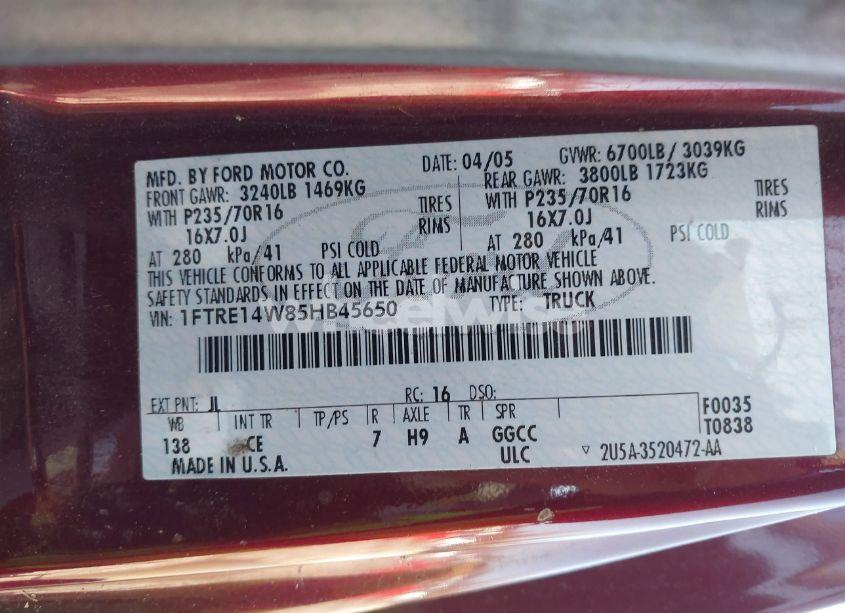 MFD. BY FORD MOTOR CO. DATE: 04/05 GVWR: 6700LB / 3039KG
FRONT GAWR: 3240LB 1469KG REAR GAWR: 3800LB 1723KG
WITH P235/70R16 TIRES WITH P235/70R16 TIRES
16X7.0J RIMS 16X7.0J RIMS
AT 280 kPa/41 PSI COLD AT 280 kPa/41 PSI COLD
THIS VEHICLE CONFORMS TO ALL APPLICABLE FEDERAL MOTOR VEHICLE
SAFETY STANDARDS IN EFFECT ON THE DATE OF MANUFACTURE SHOWN ABOVE.
VIN: 1FTRE14W85HB45650 TYPE: TRUCK
EXT PNT: JL RC: 16 DSO:
WB INT TR TP/PS R AXLE TR SPR F0035
138 CE 7 H9 A GGCC T0838
MADE IN U.S.A. ULC ▽ 2U5A-3520472-AA